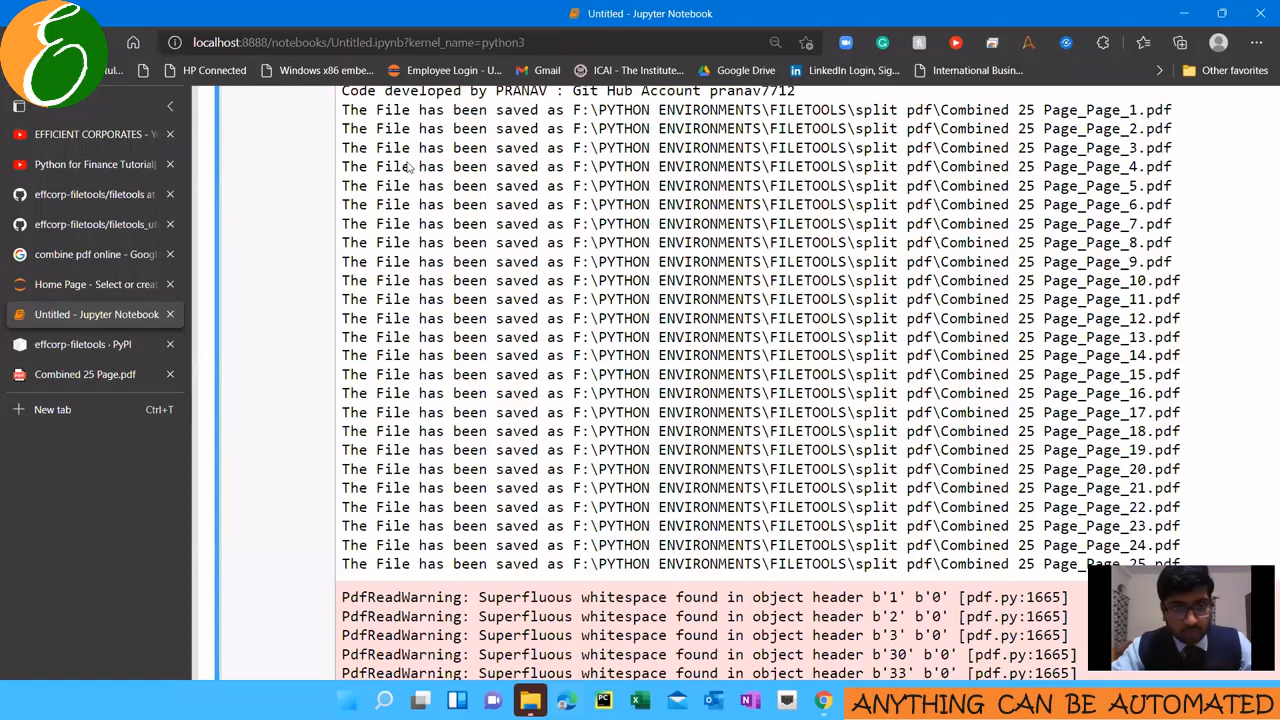 Untitled - Jupyter Notebook
localhost:8888/notebooks/Untitled.ipynb?kernel_name=python3
HP Connected
Windows x86 embe...
Employee Login - U...
Gmail
ICAI - The Institute...
Google Drive
LinkedIn Login, Sig...
International Busin...
Other favorites
EFFICIENT CORPORATES - Y
Python for Finance Tutorial|
effcorp-filetools/filetools at
effcorp-filetools/filetools_ut
combine pdf online - Googl
Home Page - Select or creat
Untitled - Jupyter Notebook
effcorp-filetools · PyPI
Combined 25 Page.pdf
New tab Ctrl+T
Code developed by PRANAV : Git Hub Account pranav7712
The File has been saved as F:\PYTHON ENVIRONMENTS\FILETOOLS\split pdf\Combined 25 Page_Page_1.pdf
The File has been saved as F:\PYTHON ENVIRONMENTS\FILETOOLS\split pdf\Combined 25 Page_Page_2.pdf
The File has been saved as F:\PYTHON ENVIRONMENTS\FILETOOLS\split pdf\Combined 25 Page_Page_3.pdf
The File has been saved as F:\PYTHON ENVIRONMENTS\FILETOOLS\split pdf\Combined 25 Page_Page_4.pdf
The File has been saved as F:\PYTHON ENVIRONMENTS\FILETOOLS\split pdf\Combined 25 Page_Page_5.pdf
The File has been saved as F:\PYTHON ENVIRONMENTS\FILETOOLS\split pdf\Combined 25 Page_Page_6.pdf
The File has been saved as F:\PYTHON ENVIRONMENTS\FILETOOLS\split pdf\Combined 25 Page_Page_7.pdf
The File has been saved as F:\PYTHON ENVIRONMENTS\FILETOOLS\split pdf\Combined 25 Page_Page_8.pdf
The File has been saved as F:\PYTHON ENVIRONMENTS\FILETOOLS\split pdf\Combined 25 Page_Page_9.pdf
The File has been saved as F:\PYTHON ENVIRONMENTS\FILETOOLS\split pdf\Combined 25 Page_Page_10.pdf
The File has been saved as F:\PYTHON ENVIRONMENTS\FILETOOLS\split pdf\Combined 25 Page_Page_11.pdf
The File has been saved as F:\PYTHON ENVIRONMENTS\FILETOOLS\split pdf\Combined 25 Page_Page_12.pdf
The File has been saved as F:\PYTHON ENVIRONMENTS\FILETOOLS\split pdf\Combined 25 Page_Page_13.pdf
The File has been saved as F:\PYTHON ENVIRONMENTS\FILETOOLS\split pdf\Combined 25 Page_Page_14.pdf
The File has been saved as F:\PYTHON ENVIRONMENTS\FILETOOLS\split pdf\Combined 25 Page_Page_15.pdf
The File has been saved as F:\PYTHON ENVIRONMENTS\FILETOOLS\split pdf\Combined 25 Page_Page_16.pdf
The File has been saved as F:\PYTHON ENVIRONMENTS\FILETOOLS\split pdf\Combined 25 Page_Page_17.pdf
The File has been saved as F:\PYTHON ENVIRONMENTS\FILETOOLS\split pdf\Combined 25 Page_Page_18.pdf
The File has been saved as F:\PYTHON ENVIRONMENTS\FILETOOLS\split pdf\Combined 25 Page_Page_19.pdf
The File has been saved as F:\PYTHON ENVIRONMENTS\FILETOOLS\split pdf\Combined 25 Page_Page_20.pdf
The File has been saved as F:\PYTHON ENVIRONMENTS\FILETOOLS\split pdf\Combined 25 Page_Page_21.pdf
The File has been saved as F:\PYTHON ENVIRONMENTS\FILETOOLS\split pdf\Combined 25 Page_Page_22.pdf
The File has been saved as F:\PYTHON ENVIRONMENTS\FILETOOLS\split pdf\Combined 25 Page_Page_23.pdf
The File has been saved as F:\PYTHON ENVIRONMENTS\FILETOOLS\split pdf\Combined 25 Page_Page_24.pdf
The File has been saved as F:\PYTHON ENVIRONMENTS\FILETOOLS\split pdf\Combined 25 Page_Page_25.pdf
PdfReadWarning: Superfluous whitespace found in object header b'1' b'0' [pdf.py:1665]
PdfReadWarning: Superfluous whitespace found in object header b'2' b'0' [pdf.py:1665]
PdfReadWarning: Superfluous whitespace found in object header b'3' b'0' [pdf.py:1665]
PdfReadWarning: Superfluous whitespace found in object header b'30' b'0' [pdf.py:1665]
PdfReadWarning: Superfluous whitespace found in object header b'33' b'0' [pdf.py:1665]
ANYTHING CAN BE AUTOMATED